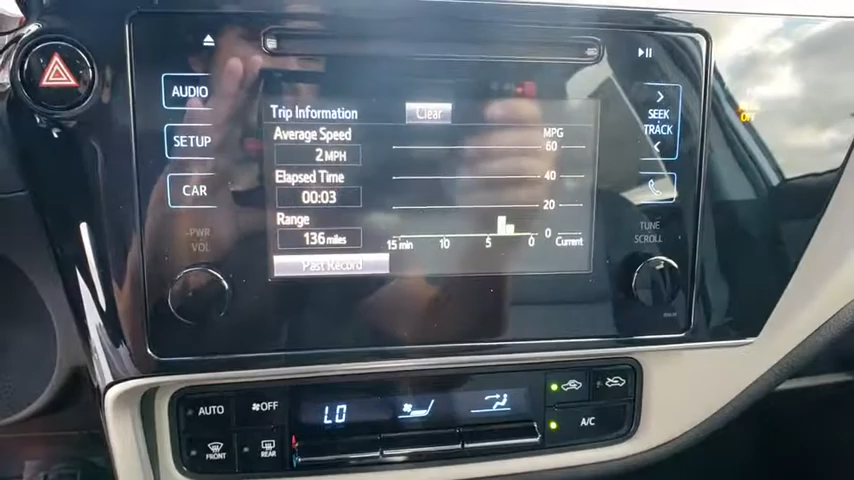 AUDIO
SETUP
CAR
PWR
VOL
Trip Information
Clear
Average Speed
2 MPH
Elapsed Time
00:03
Range
136 miles
Past Record
MPG
60
40
20
0
15 min
10
5
0
Current
SEEK
TRACK
TUNE
SCROLL
OFF
AUTO
OFF
FRONT
REAR
LO
A/C